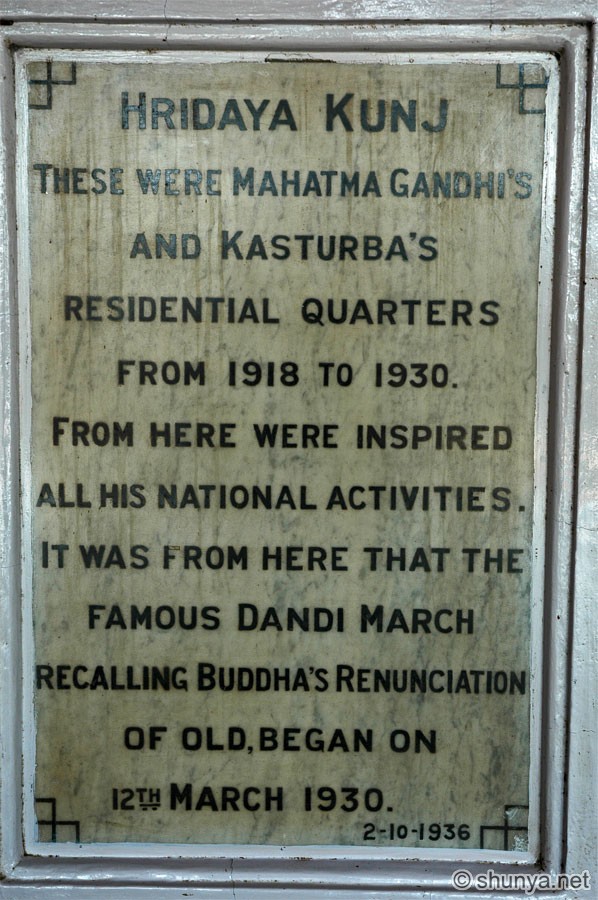 HRIDAYA KUNJ
THESE WERE MAHATMA GANDHI'S
AND KASTURBA'S
RESIDENTIAL QUARTERS
FROM 1918 TO 1930.
FROM HERE WERE INSPIRED
ALL HIS NATIONAL ACTIVITIES.
IT WAS FROM HERE THAT THE
FAMOUS DANDI MARCH
RECALLING BUDDHA'S RENUNCIATION
OF OLD, BEGAN ON
12TH MARCH 1930.
2-10-1936
© shunya.net